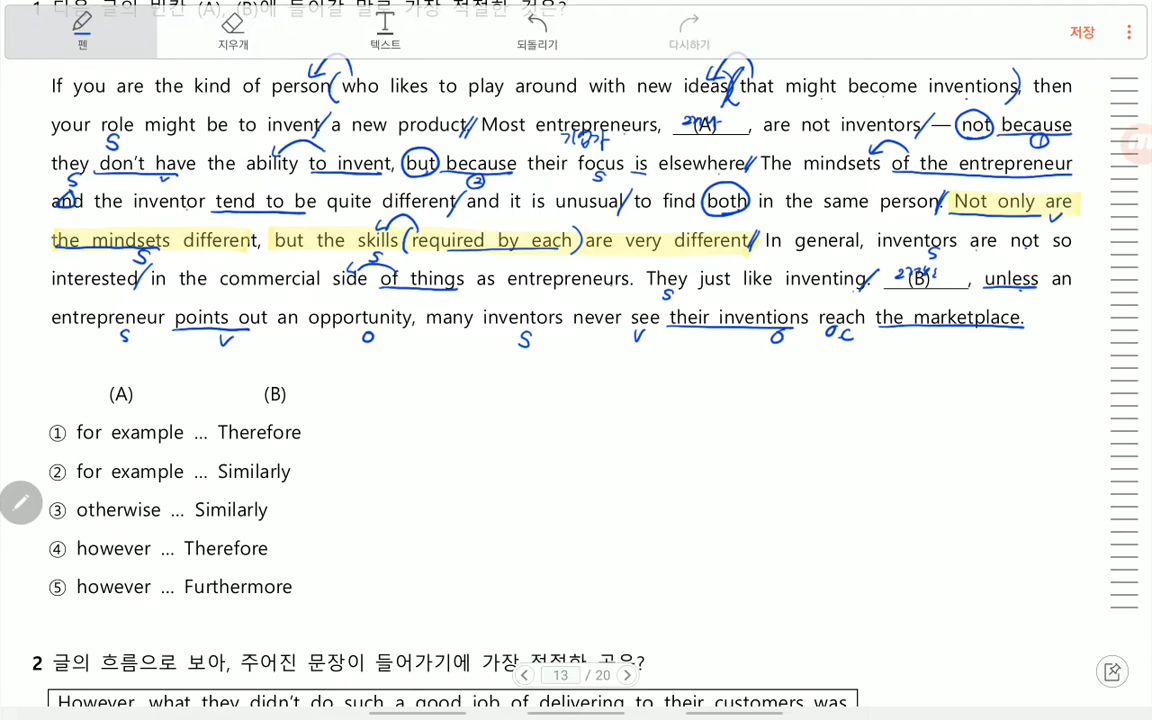 펜 지우개 텍스트 되돌리기 다시하기 저장
If you are the kind of person who likes to play around with new ideas that might become inventions, then
your role might be to invent a new product. Most entrepreneurs, (A), are not inventors — not because
they don't have the ability to invent, but because their focus is elsewhere. The mindsets of the entrepreneur
and the inventor tend to be quite different, and it is unusual to find both in the same person. Not only are
the mindsets different, but the skills required by each are very different. In general, inventors are not so
interested in the commercial side of things as entrepreneurs. They just like inventing. (B), unless an
entrepreneur points out an opportunity, many inventors never see their inventions reach the marketplace.
(A) (B)
① for example ... Therefore
② for example ... Similarly
③ otherwise ... Similarly
④ however ... Therefore
⑤ however ... Furthermore
2 글의 흐름으로 보아, 주어진 문장이 들어가기에 가장 적절한 곳은?
13 / 20
However, what they didn't do such a good job of delivering to their customers was